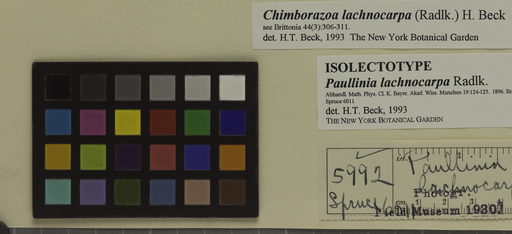 Chimborazoa lachnocarpa (Radlk.) H. Beck
see Brittonia 44(3):306-311.
det. H.T. Beck, 1993 The New York Botanical Garden
ISOLECTOTYPE
Paullinia lachnocarpa Radlk.
Abhandl. Math. Phys. Cl. K. Bayer. Akad. Wiss. Munchen 19:124-125. 1896.
Spruce 6011
det. H.T. Beck, 1993
THE NEW YORK BOTANICAL GARDEN
5992
Paullinia
lachnocar
Spruce
Field Museum 1930